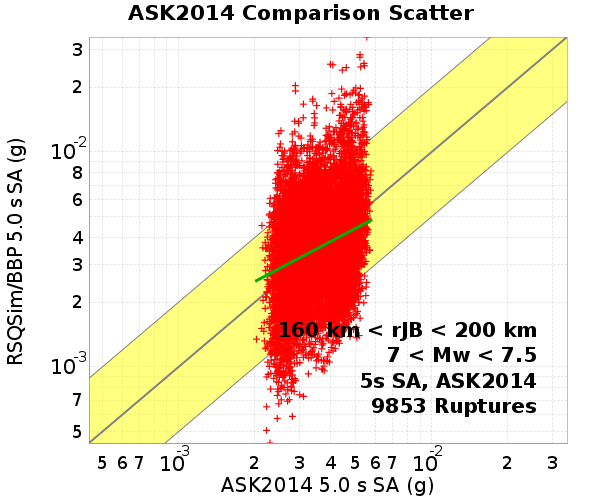 ASK2014 Comparison Scatter
RSQSim/BBP 5.0 s SA (g)
3
2
10-2
8
6
4
3
2
10-3
7
5
160 km < rJB < 200 km
7 < Mw < 7.5
5s SA, ASK2014
9853 Ruptures
5 6 7 10-3 2 3 4 5 6 7 10-2 2 3
ASK2014 5.0 s SA (g)